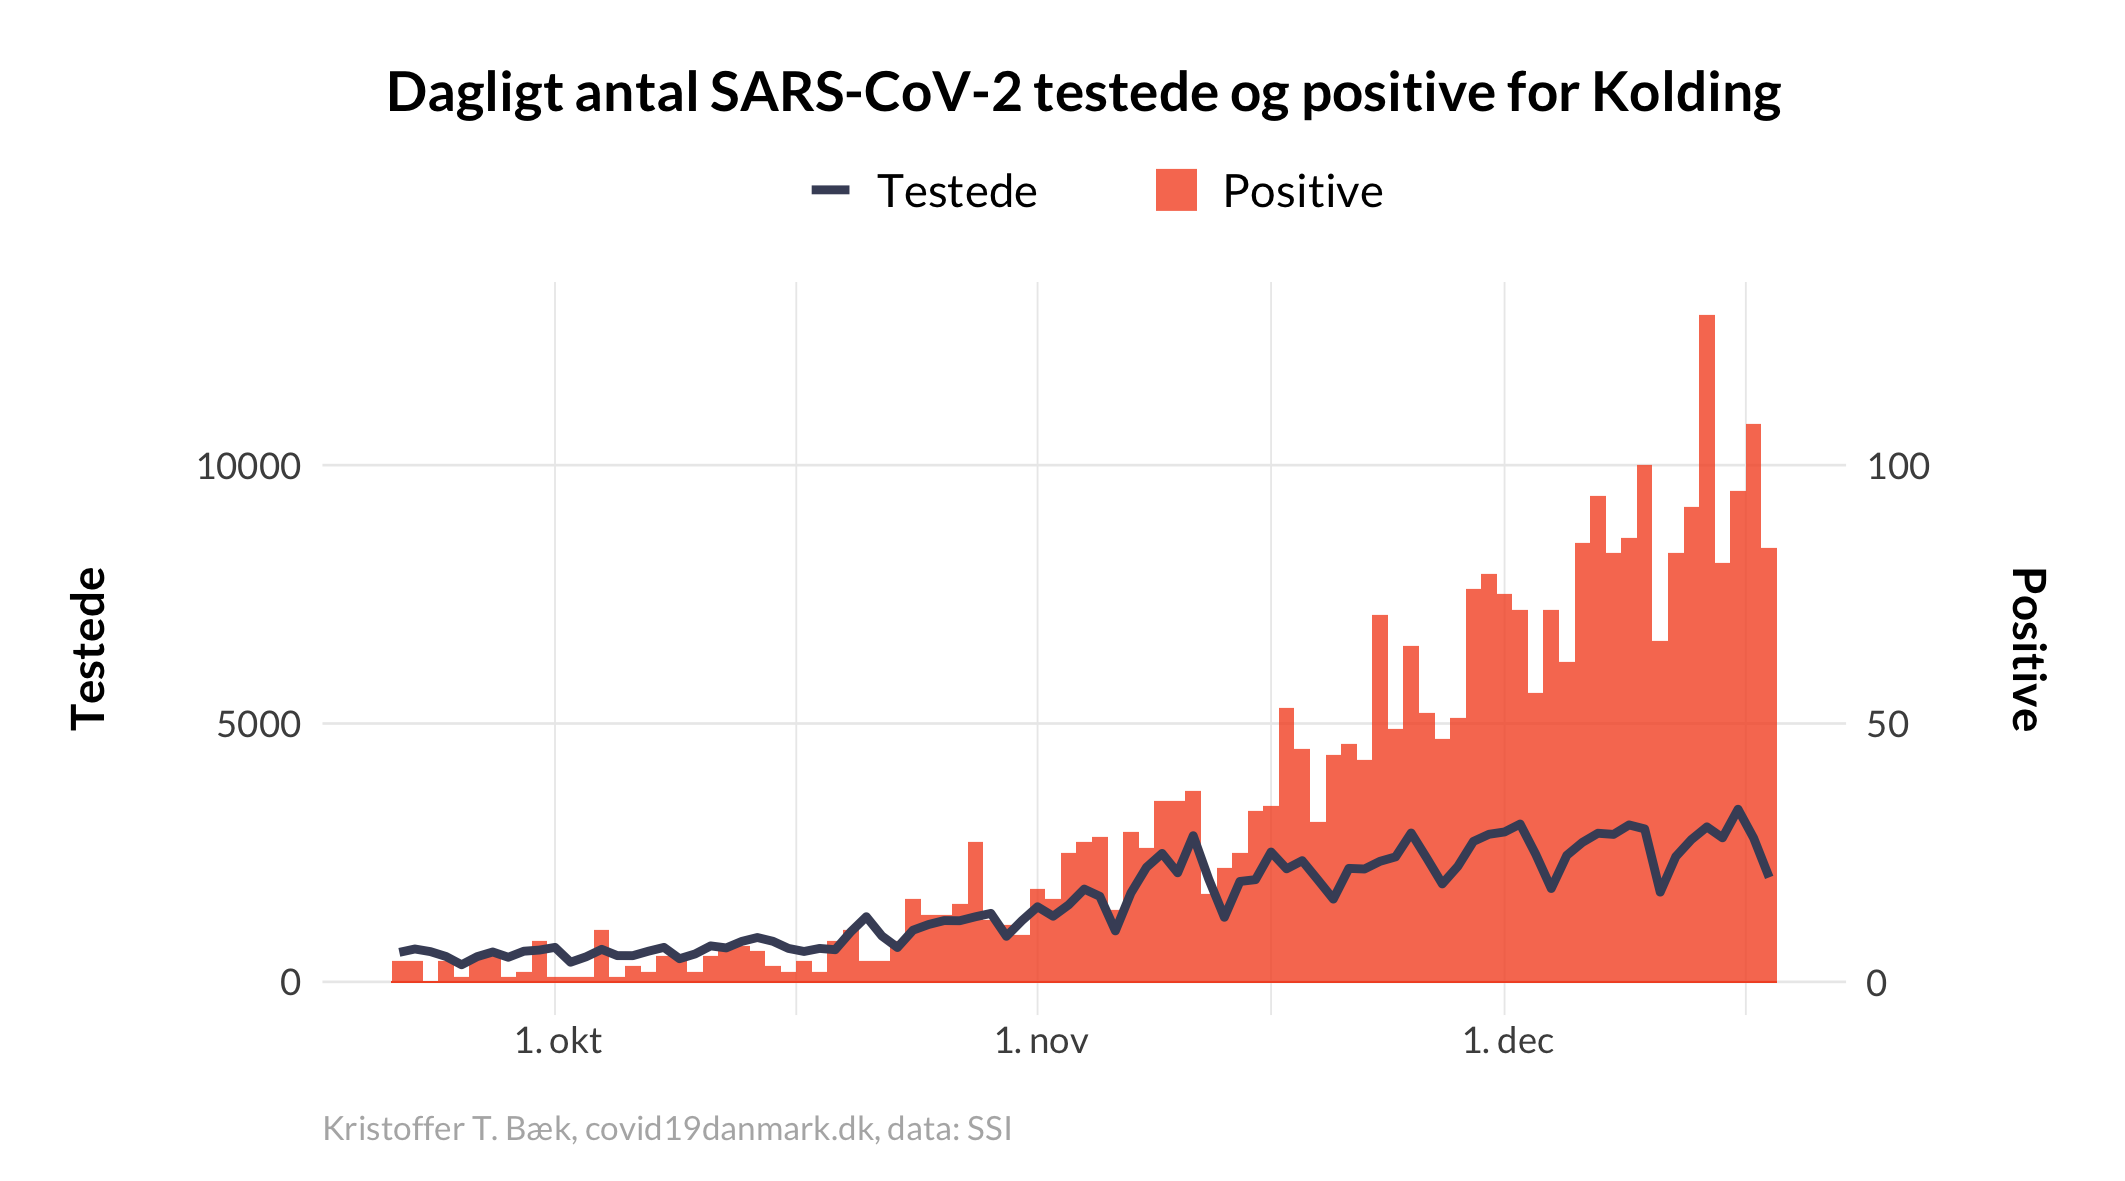 Dagligt antal SARS-CoV-2 testede og positive for Kolding
Testede Positive
10000
5000
0
100
50
0
Testede
Positive
1. okt 1. nov 1. dec
Kristoffer T. Bæk, covid19danmark.dk, data: SSI